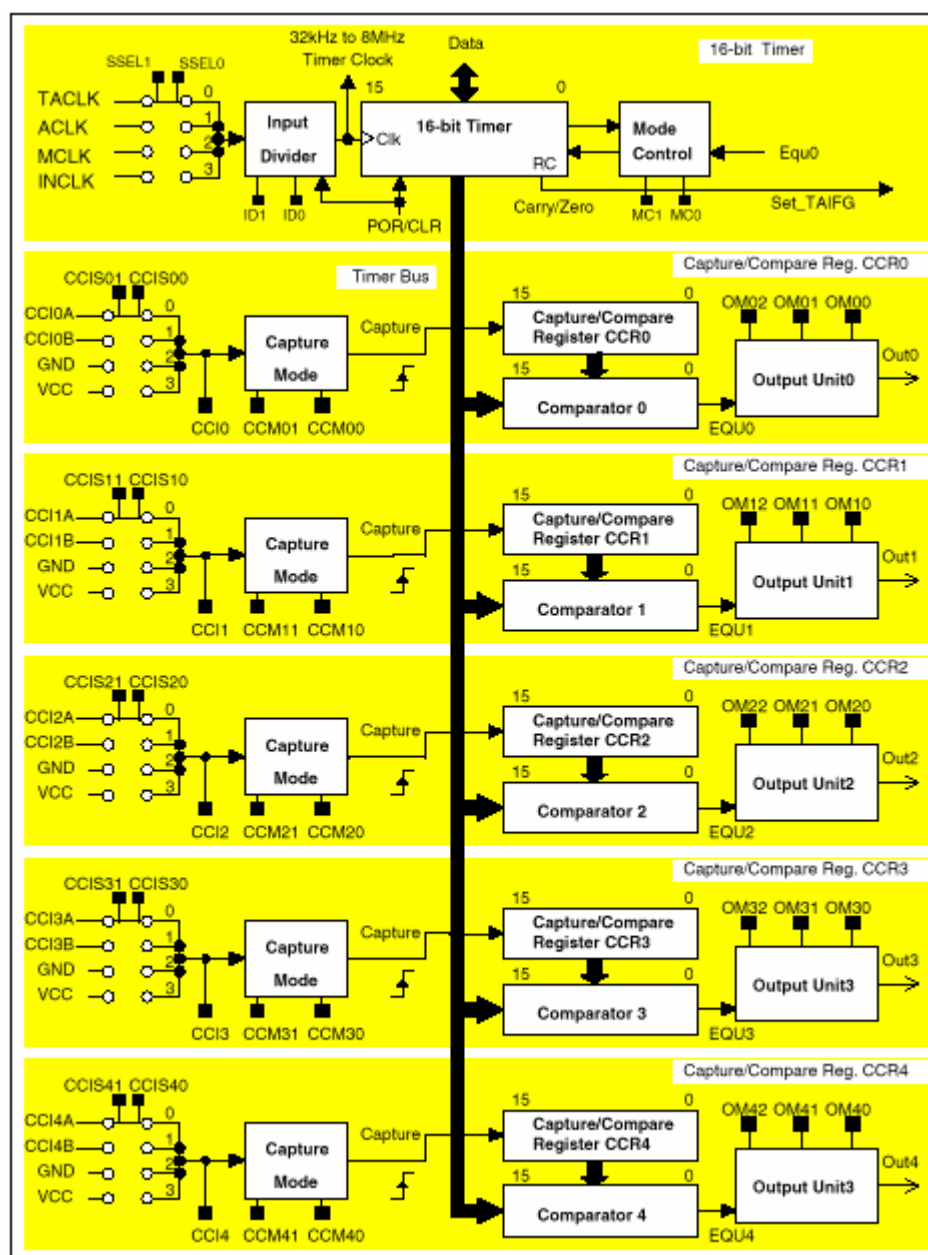 32kHz to 8MHz
Timer Clock
Data
16-bit Timer
SSEL1 SSEL0
15 0
TACLK 0
ACLK 1
MCLK 2
INCLK 3
Input
Divider
16-bit Timer
Clk
RC
Mode
Control
Equ0
ID1 ID0
POR/CLR
Carry/Zero
MC1 MC0
Set_TAIFG
CCIS01 CCIS00
Timer Bus
Capture/Compare Reg. CCR0
CCI0A 0
CCI0B 1
GND 2
VCC 3
Capture
Mode
Capture
15 0
Capture/Compare
Register CCR0
15 0
Comparator 0
OM02 OM01 OM00
Output Unit0
Out0
CCI0 CCM01 CCM00
EQU0
CCIS11 CCIS10
Capture/Compare Reg. CCR1
CCI1A 0
CCI1B 1
GND 2
VCC 3
Capture
Mode
Capture
15 0
Capture/Compare
Register CCR1
15 0
Comparator 1
OM12 OM11 OM10
Output Unit1
Out1
CCI1 CCM11 CCM10
EQU1
CCIS21 CCIS20
Capture/Compare Reg. CCR2
CCI2A 0
CCI2B 1
GND 2
VCC 3
Capture
Mode
Capture
15 0
Capture/Compare
Register CCR2
15 0
Comparator 2
OM22 OM21 OM20
Output Unit2
Out2
CCI2 CCM21 CCM20
EQU2
CCIS31 CCIS30
Capture/Compare Reg. CCR3
CCI3A 0
CCI3B 1
GND 2
VCC 3
Capture
Mode
Capture
15 0
Capture/Compare
Register CCR3
15 0
Comparator 3
OM32 OM31 OM30
Output Unit3
Out3
CCI3 CCM31 CCM30
EQU3
CCIS41 CCIS40
Capture/Compare Reg. CCR4
CCI4A 0
CCI4B 1
GND 2
VCC 3
Capture
Mode
Capture
15 0
Capture/Compare
Register CCR4
15 0
Comparator 4
OM42 OM41 OM40
Output Unit3
Out4
CCI4 CCM41 CCM40
EQU4